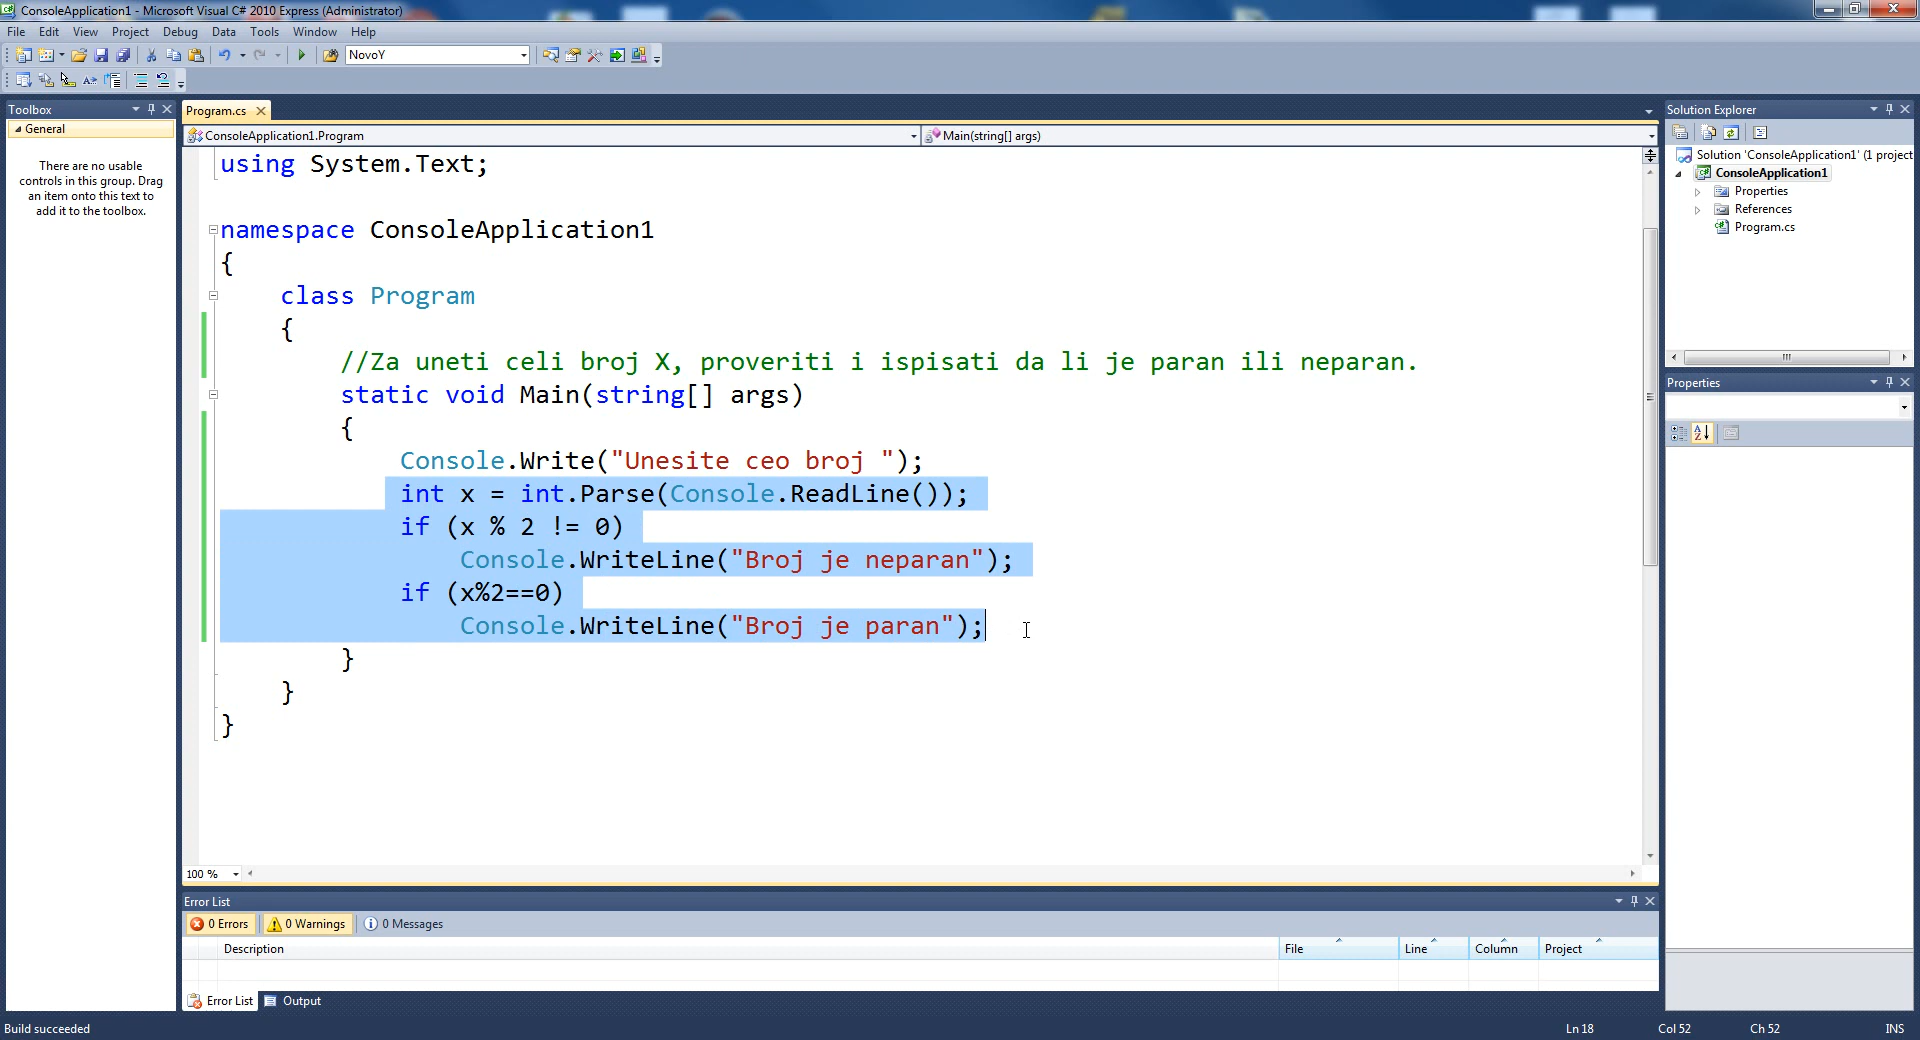 ConsoleApplication1 - Microsoft Visual C# 2010 Express (Administrator)
File Edit View Project Debug Data Tools Window Help
NovoY
Toolbox
General
There are no usable
controls in this group. Drag
an item onto this text to
add it to the toolbox.
Program.cs
ConsoleApplication1.Program
Main(string[] args)
using System.Text;
namespace ConsoleApplication1
{
class Program
{
//Za uneti celi broj X, proveriti i ispisati da li je paran ili neparan.
static void Main(string[] args)
{
Console.Write("Unesite ceo broj ");
int x = int.Parse(Console.ReadLine());
if (x % 2 != 0)
Console.WriteLine("Broj je neparan");
if (x%2==0)
Console.WriteLine("Broj je paran");
}
}
}
100 %
Solution Explorer
Solution 'ConsoleApplication1' (1 project
ConsoleApplication1
Properties
References
Program.cs
Properties
Error List
0 Errors
0 Warnings
0 Messages
Description File Line Column Project
Error List Output
Build succeeded Ln 18 Col 52 Ch 52 INS